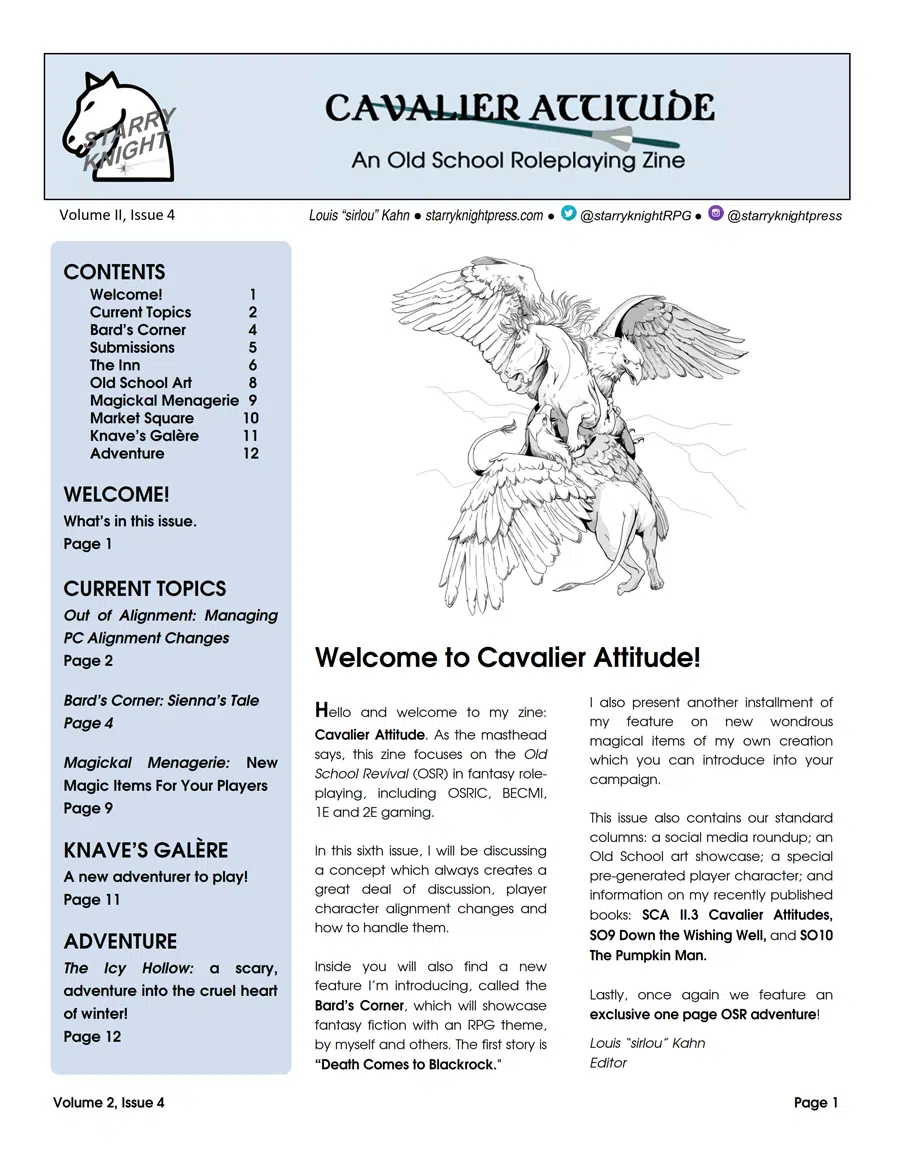 STARRY
KNIGHT
CAVALIER ATTITUDE
An Old School Roleplaying Zine
Volume II, Issue 4
Louis “sirlou” Kahn ● starryknightpress.com ● @starryknightRPG ● @starryknightpress
CONTENTS
Welcome! 1
Current Topics 2
Bard’s Corner 4
Submissions 5
The Inn 6
Old School Art 8
Magickal Menagerie 9
Market Square 10
Knave’s Galère 11
Adventure 12
WELCOME!
What’s in this issue.
Page 1
CURRENT TOPICS
Out of Alignment: Managing
PC Alignment Changes
Page 2
Bard’s Corner: Sienna’s Tale
Page 4
Magickal Menagerie: New
Magic Items For Your Players
Page 9
KNAVE’S GALÈRE
A new adventurer to play!
Page 11
ADVENTURE
The Icy Hollow: a scary,
adventure into the cruel heart
of winter!
Page 12
Welcome to Cavalier Attitude!
Hello and welcome to my zine:
Cavalier Attitude. As the masthead
says, this zine focuses on the Old
School Revival (OSR) in fantasy role-
playing, including OSRIC, BECMI,
1E and 2E gaming.
In this sixth issue, I will be discussing
a concept which always creates a
great deal of discussion, player
character alignment changes and
how to handle them.
Inside you will also find a new
feature I’m introducing, called the
Bard’s Corner, which will showcase
fantasy fiction with an RPG theme,
by myself and others. The first story is
“Death Comes to Blackrock."
I also present another installment of
my feature on new wondrous
magical items of my own creation
which you can introduce into your
campaign.
This issue also contains our standard
columns: a social media roundup; an
Old School art showcase; a special
pre-generated player character; and
information on my recently published
books: SCA II.3 Cavalier Attitudes,
SO9 Down the Wishing Well, and SO10
The Pumpkin Man.
Lastly, once again we feature an
exclusive one page OSR adventure!
Louis “sirlou” Kahn
Editor
Volume 2, Issue 4
Page 1